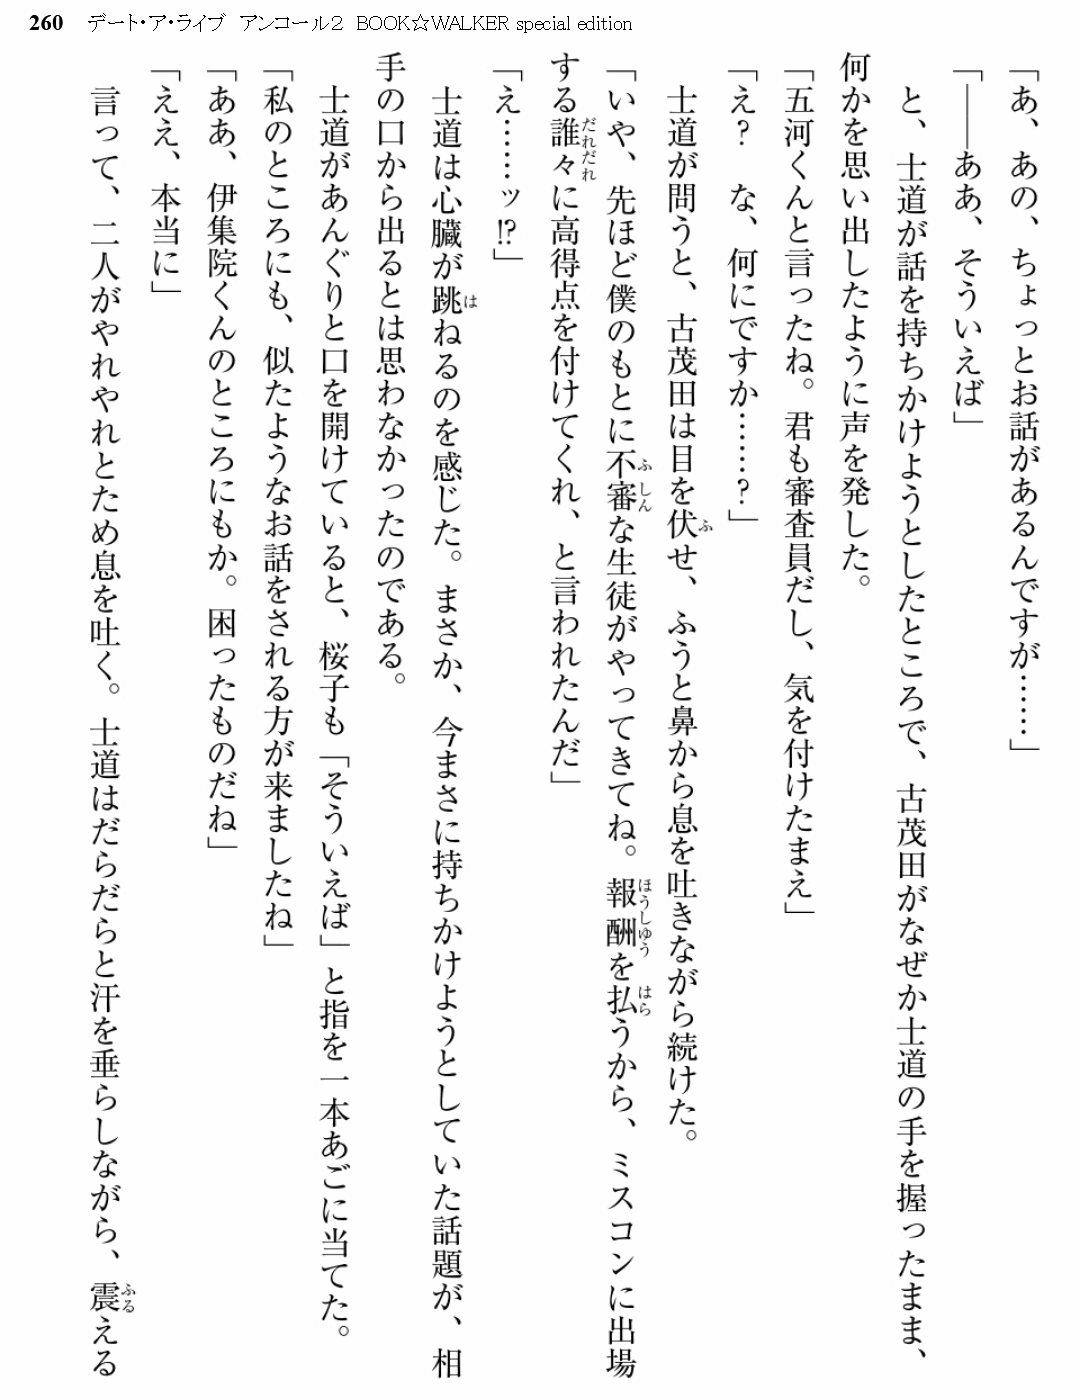 260 デート・ア・ライブ アンコール2 BOOK☆WALKER special edition
「あ、あの、ちょっとお話があるんですが……」
「――ああ、そういえば」
と、士道が話を持ちかけようとしたところで、古茂田がなぜか士道の手を握ったまま、
何かを思い出したように声を発した。
「五河くんと言ったね。君も審査員だし、気を付けたまえ」
「え？　な、何にですか……？」
士道が問うと、古茂田は目を伏せ、ふうと鼻から息を吐きながら続けた。
「いや、先ほど僕のもとに不審な生徒がやってきてね。報酬を払うから、ミスコンに出場
する誰々に高得点を付けてくれ、と言われたんだ」
「え……ッ⁉」
士道は心臓が跳ねるのを感じた。まさか、今まさに持ちかけようとしていた話題が、相
手の口から出るとは思わなかったのである。
士道があんぐりと口を開けていると、桜子も「そういえば」と指を一本あごに当てた。
「私のところにも、似たようなお話をされる方が来ましたね」
「ああ、伊集院くんのところにもか。困ったものだね」
「ええ、本当に」
言って、二人がやれやれとため息を吐く。士道はだらだらと汗を垂らしながら、震える